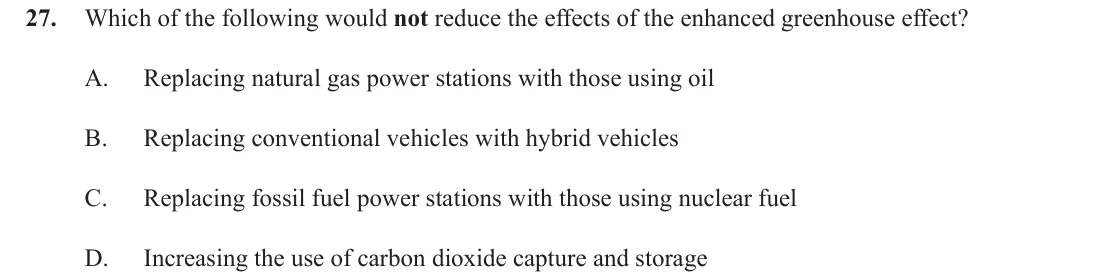 27. Which of the following would not reduce the effects of the enhanced greenhouse effect?
A. Replacing natural gas power stations with those using oil
B. Replacing conventional vehicles with hybrid vehicles
C. Replacing fossil fuel power stations with those using nuclear fuel
D. Increasing the use of carbon dioxide capture and storage